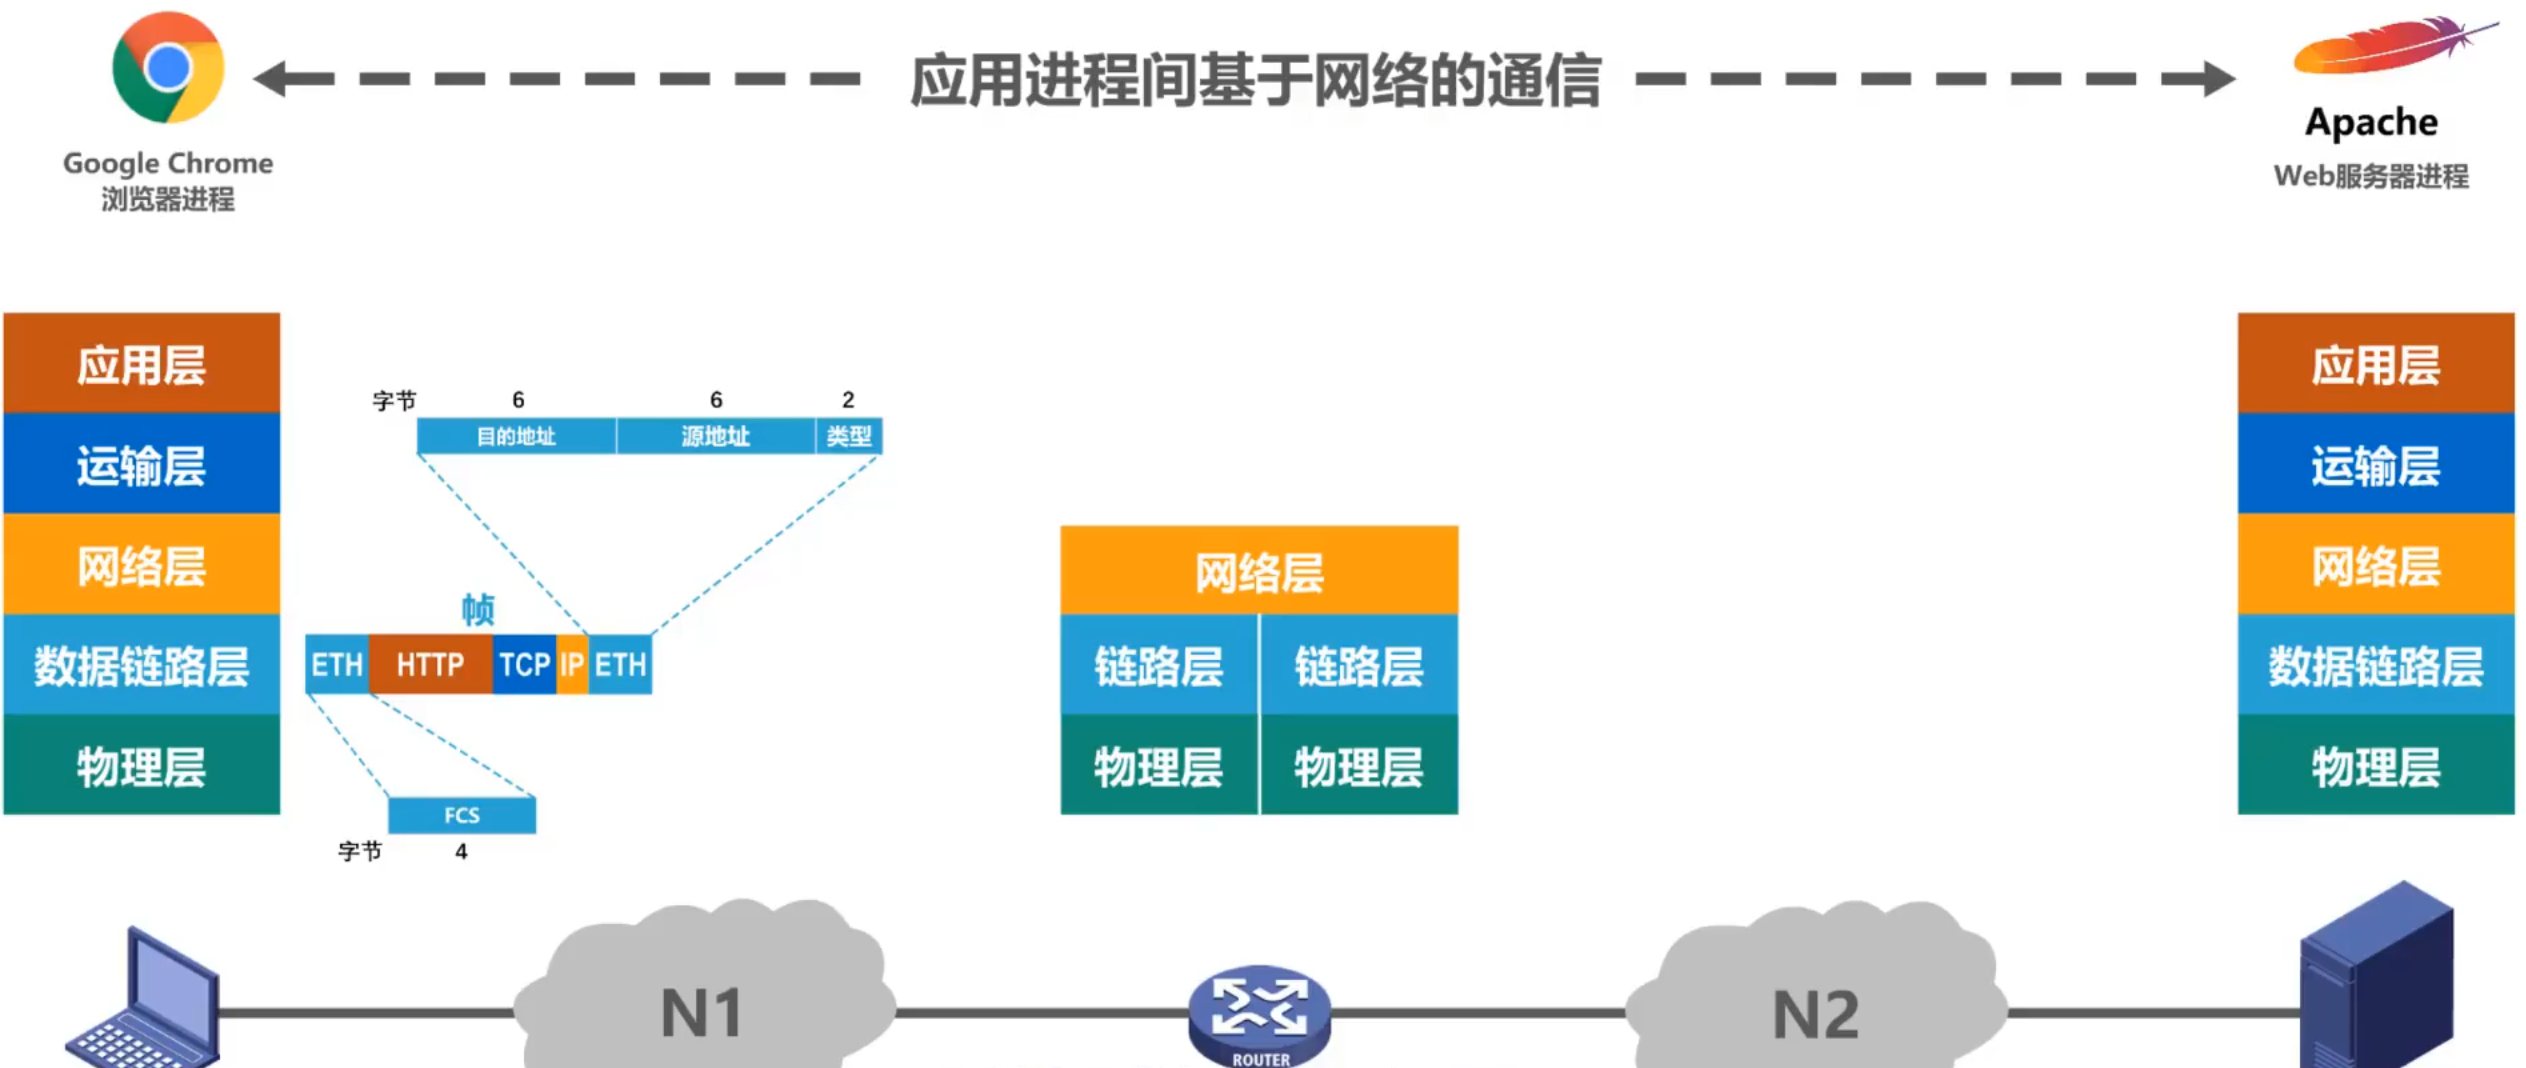 应用进程间基于网络的通信
Google Chrome
浏览器进程
Apache
Web服务器进程
应用层
运输层
网络层
数据链路层
物理层
字节 6 6 2
目的地址 源地址 类型
帧
ETH HTTP TCP IP ETH
FCS
字节 4
网络层
链路层 链路层
物理层 物理层
应用层
运输层
网络层
数据链路层
物理层
N1
ROUTER
N2